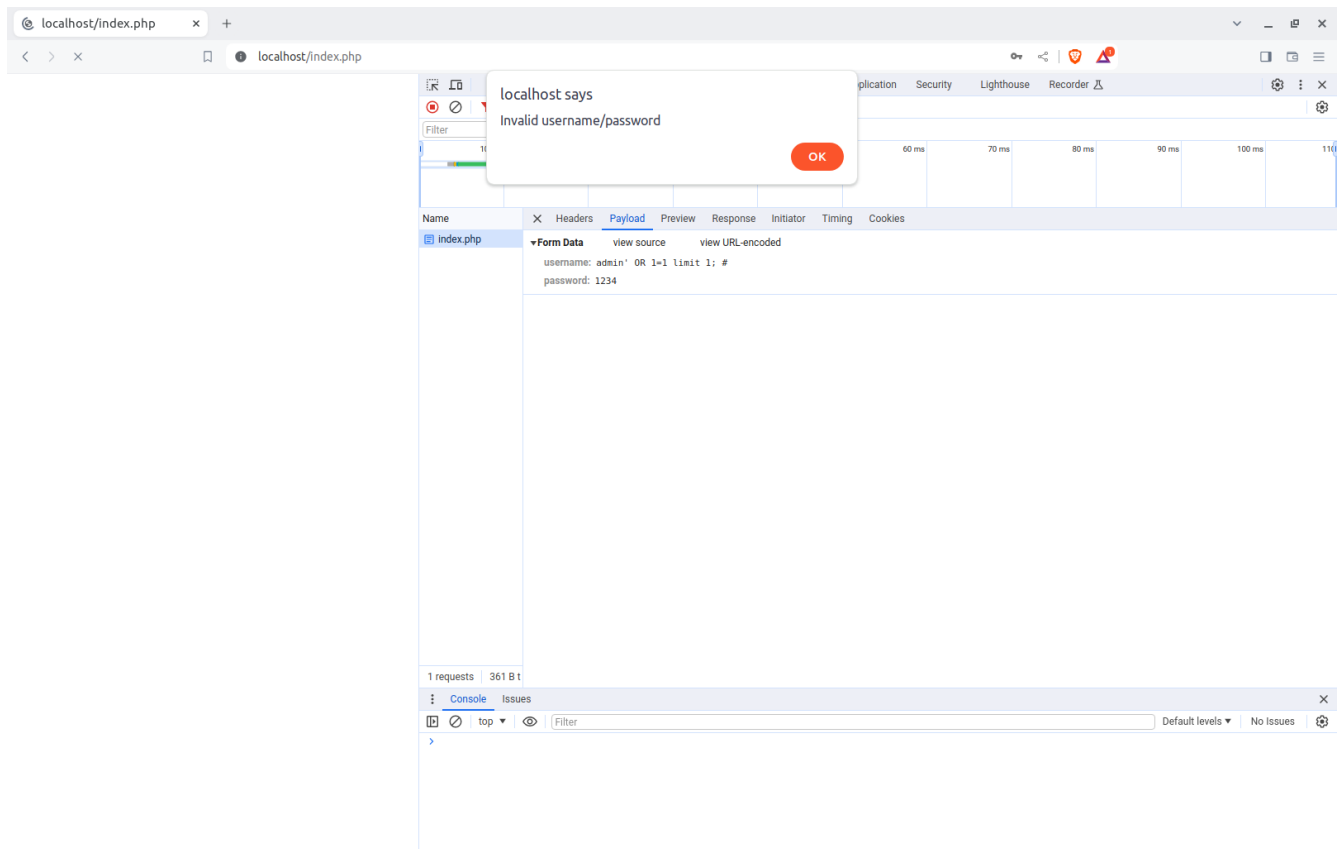 localhost/index.php
localhost/index.php
1
plication Security Lighthouse Recorder
localhost says
Invalid username/password
OK
Filter
60 ms 70 ms 80 ms 90 ms 100 ms
Name
Headers Payload Preview Response Initiator Timing Cookies
index.php
Form Data view source view URL-encoded
username: admin' OR 1=1 limit 1; #
password: 1234
1 requests 361 B t
Console Issues
top Filter Default levels No Issues